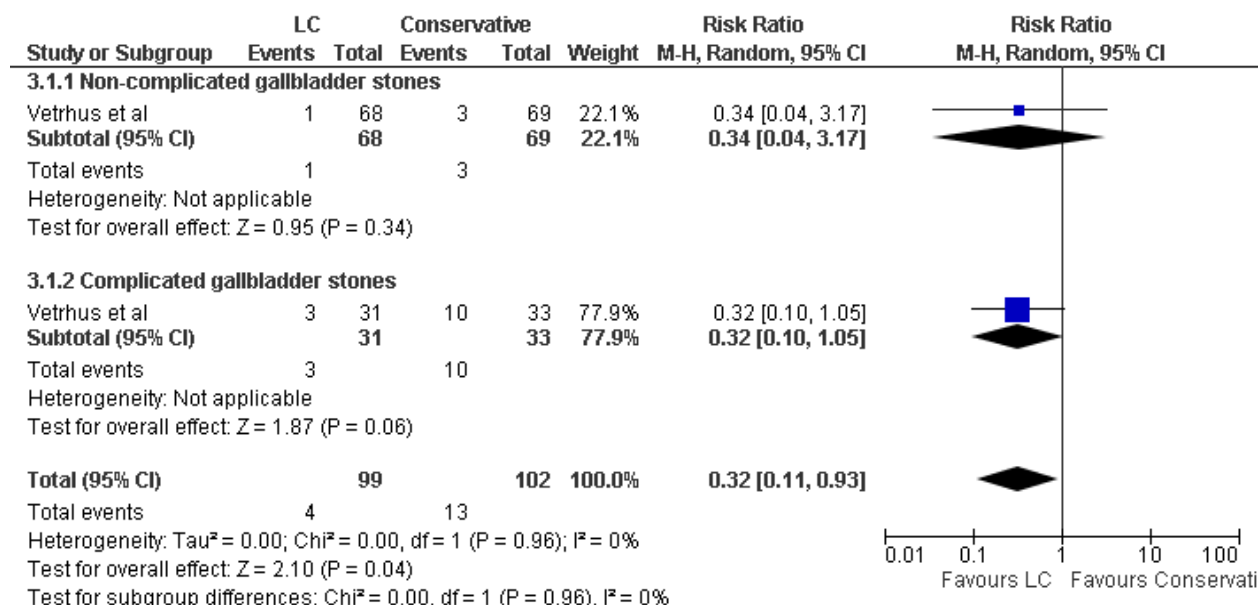 LC Conservative Risk Ratio Risk Ratio
Study or Subgroup Events Total Events Total Weight M-H, Random, 95% CI M-H, Random, 95% CI
3.1.1 Non-complicated gallbladder stones
Vetrhus et al 1 68 3 69 22.1% 0.34 [0.04, 3.17]
Subtotal (95% CI) 68 69 22.1% 0.34 [0.04, 3.17]
Total events 1 3
Heterogeneity: Not applicable
Test for overall effect: Z = 0.95 (P = 0.34)
3.1.2 Complicated gallbladder stones
Vetrhus et al 3 31 10 33 77.9% 0.32 [0.10, 1.05]
Subtotal (95% CI) 31 33 77.9% 0.32 [0.10, 1.05]
Total events 3 10
Heterogeneity: Not applicable
Test for overall effect: Z = 1.87 (P = 0.06)
Total (95% CI) 99 102 100.0% 0.32 [0.11, 0.93]
Total events 4 13
Heterogeneity: Tau² = 0.00; Chi² = 0.00, df = 1 (P = 0.96); I² = 0%
Test for overall effect: Z = 2.10 (P = 0.04)
Test for subgroup differences: Chi² = 0.00, df = 1 (P = 0.96), I² = 0%
0.01 0.1 1 10 100
Favours LC Favours Conservati